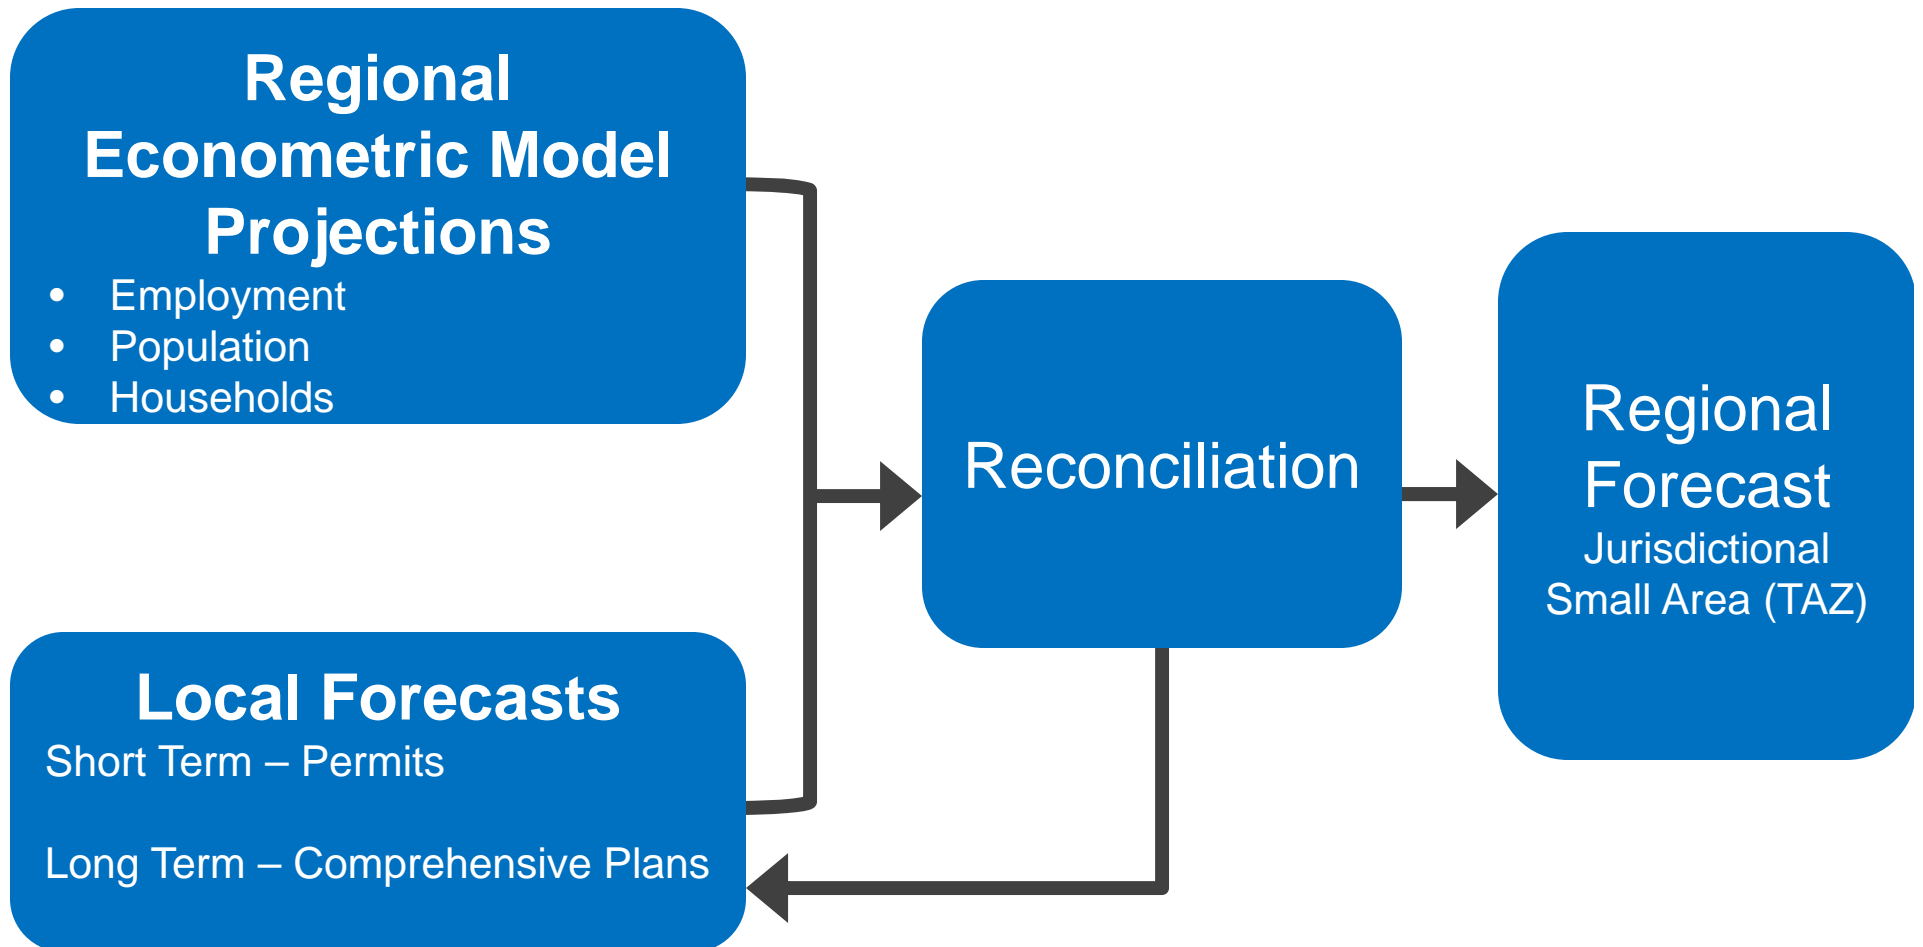 Regional
Econometric Model
Projections
• Employment
• Population
• Households
Local Forecasts
Short Term – Permits
Long Term – Comprehensive Plans
Reconciliation
Regional
Forecast
Jurisdictional
Small Area (TAZ)